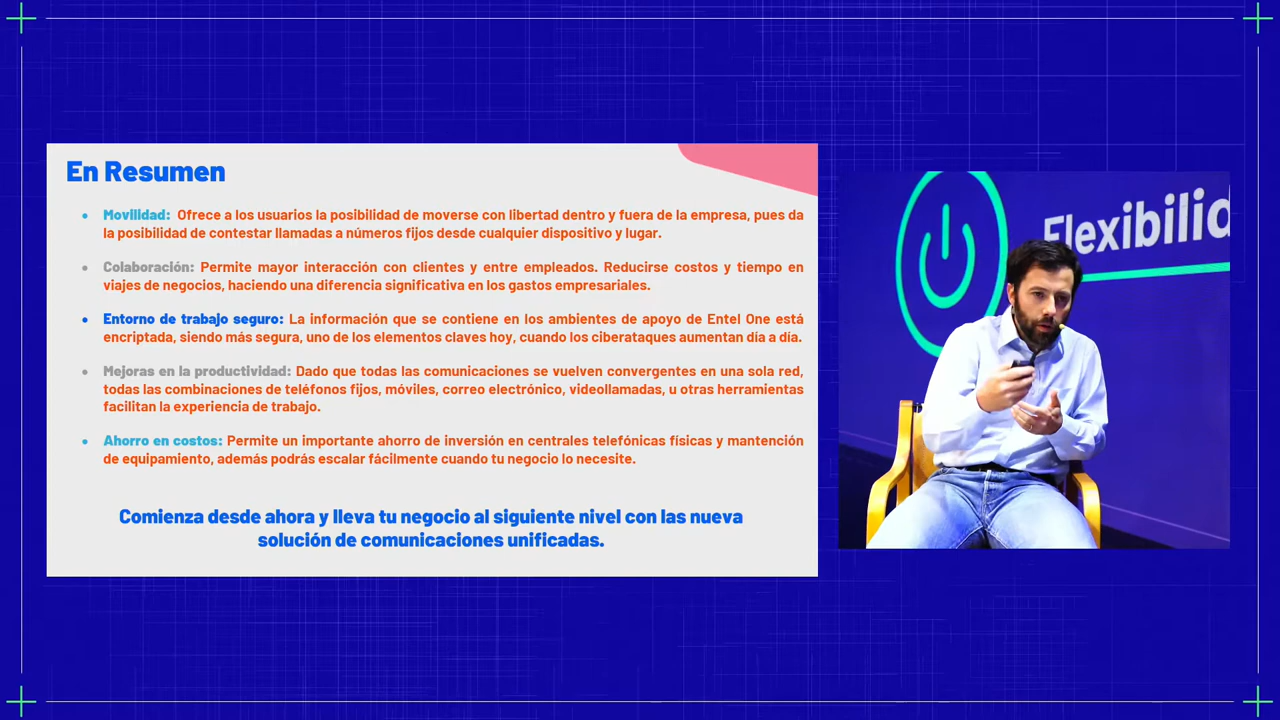 En Resumen
Movilidad: Ofrece a los usuarios la posibilidad de moverse con libertad dentro y fuera de la empresa, pues da
la posibilidad de contestar llamadas a números fijos desde cualquier dispositivo y lugar.
Colaboración: Permite mayor interacción con clientes y entre empleados. Reducirse costos y tiempo en
viajes de negocios, haciendo una diferencia significativa en los gastos empresariales.
Entorno de trabajo seguro: La información que se contiene en los ambientes de apoyo de Entel One está
encriptada, siendo más segura, uno de los elementos claves hoy, cuando los ciberataques aumentan día a día.
Mejoras en la productividad: Dado que todas las comunicaciones se vuelven convergentes en una sola red,
todas las combinaciones de teléfonos fijos, móviles, correo electrónico, videollamadas, u otras herramientas
facilitan la experiencia de trabajo.
Ahorro en costos: Permite un importante ahorro de inversión en centrales telefónicas físicas y mantención
de equipamiento, además podrás escalar fácilmente cuando tu negocio lo necesite.
Comienza desde ahora y lleva tu negocio al siguiente nivel con las nueva
solución de comunicaciones unificadas.
Flexibilid